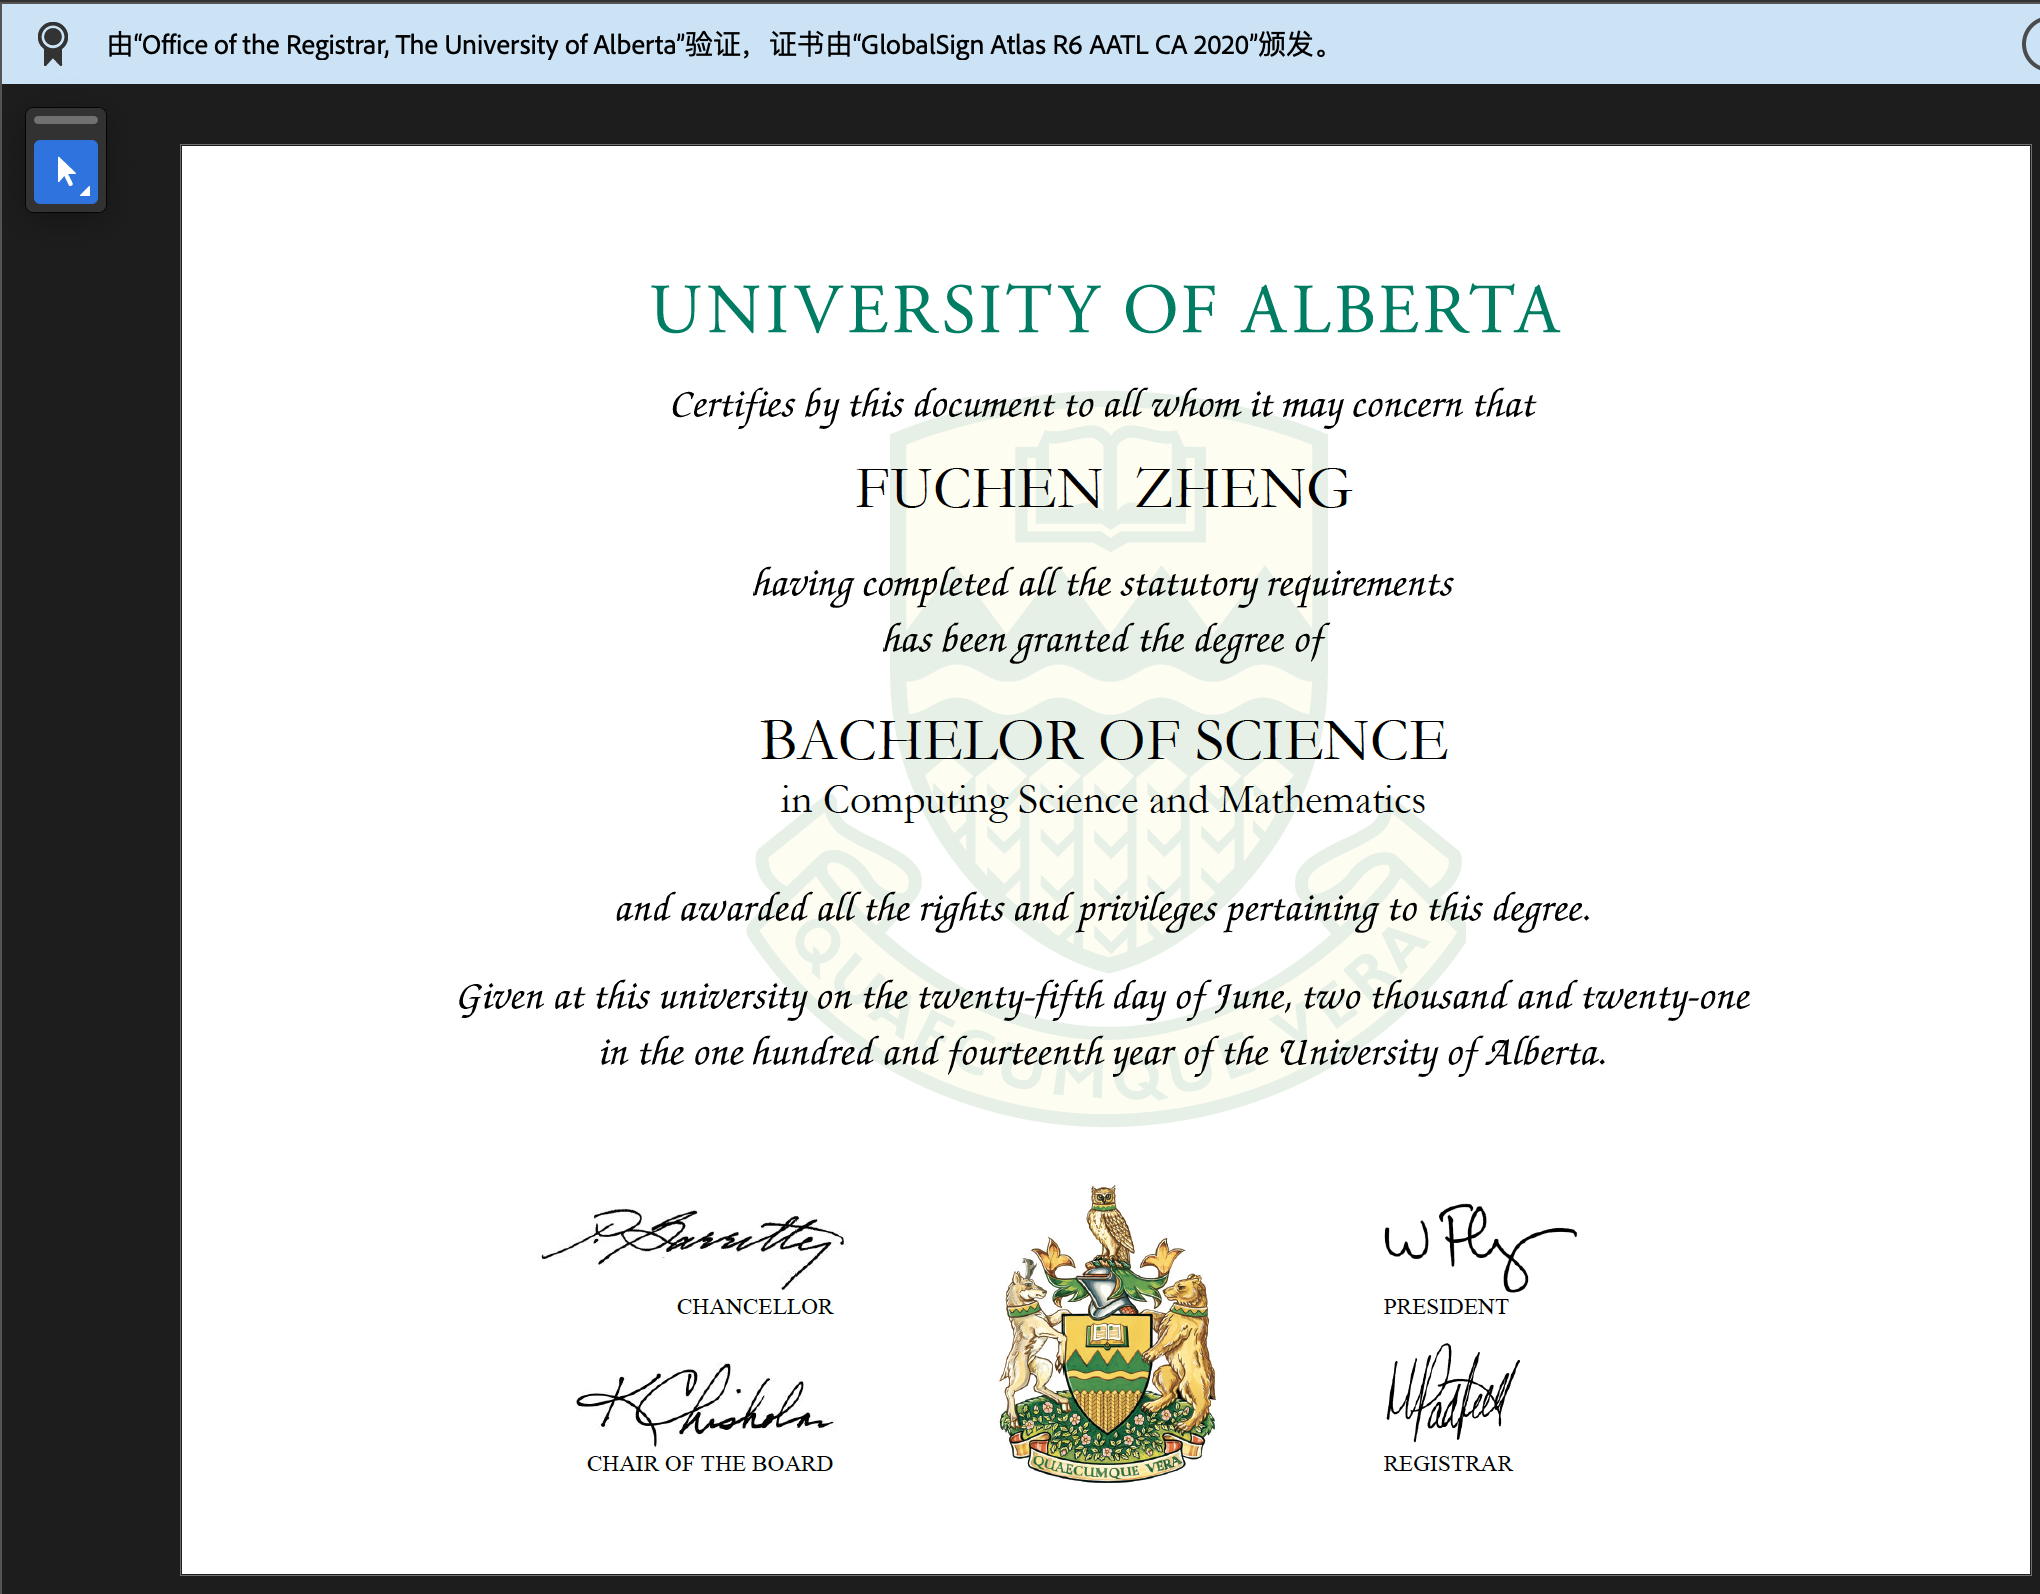 由“Office of the Registrar, The University of Alberta”验证，证书由“GlobalSign Atlas R6 AATL CA 2020”颁发。
UNIVERSITY OF ALBERTA
Certifies by this document to all whom it may concern that
FUCHEN ZHENG
having completed all the statutory requirements
has been granted the degree of
BACHELOR OF SCIENCE
in Computing Science and Mathematics
and awarded all the rights and privileges pertaining to this degree.
Given at this university on the twenty-fifth day of June, two thousand and twenty-one
in the one hundred and fourteenth year of the University of Alberta.
QUAECUMQUE VERA
CHANCELLOR
PRESIDENT
K Chisholm
CHAIR OF THE BOARD
REGISTRAR
QUAECUMQUE VERA